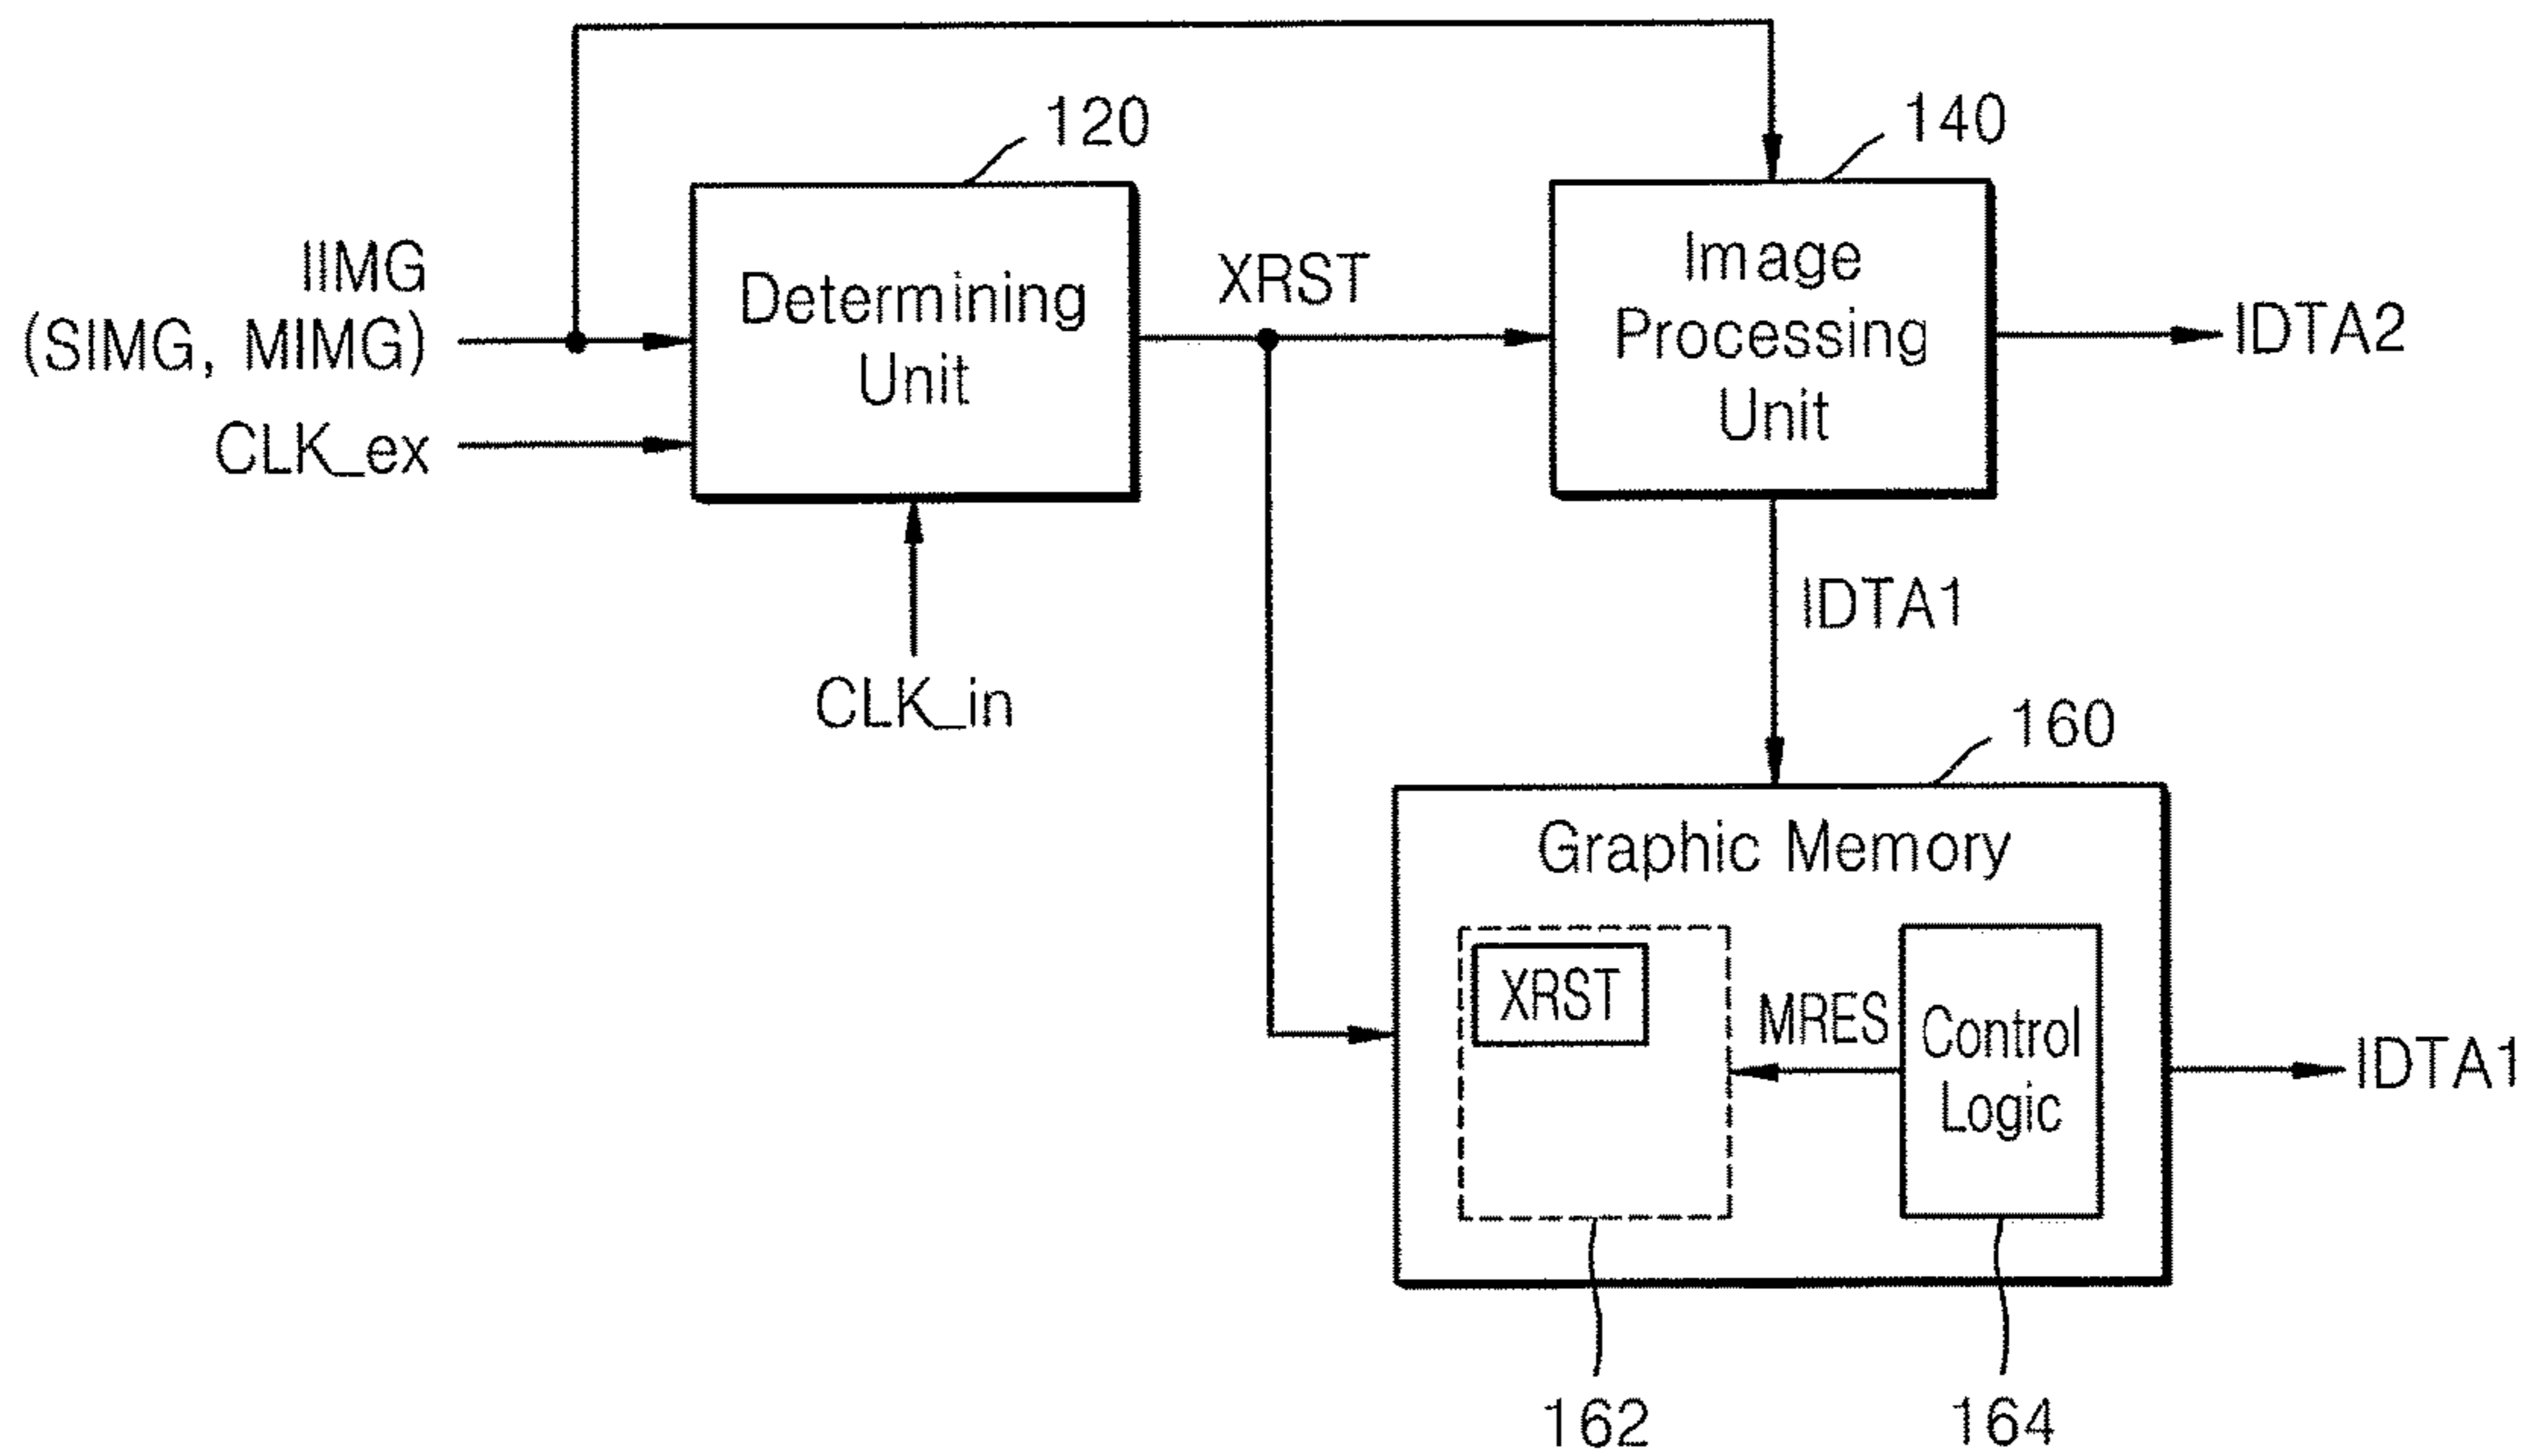 120
140
IIMG
(SIMG, MIMG)
CLK_ex
Determining
Unit
XRST
Image
Processing
Unit
IDTA2
CLK_in
IDTA1
160
Graphic Memory
XRST
MRES
Control
Logic
IDTA1
162
164